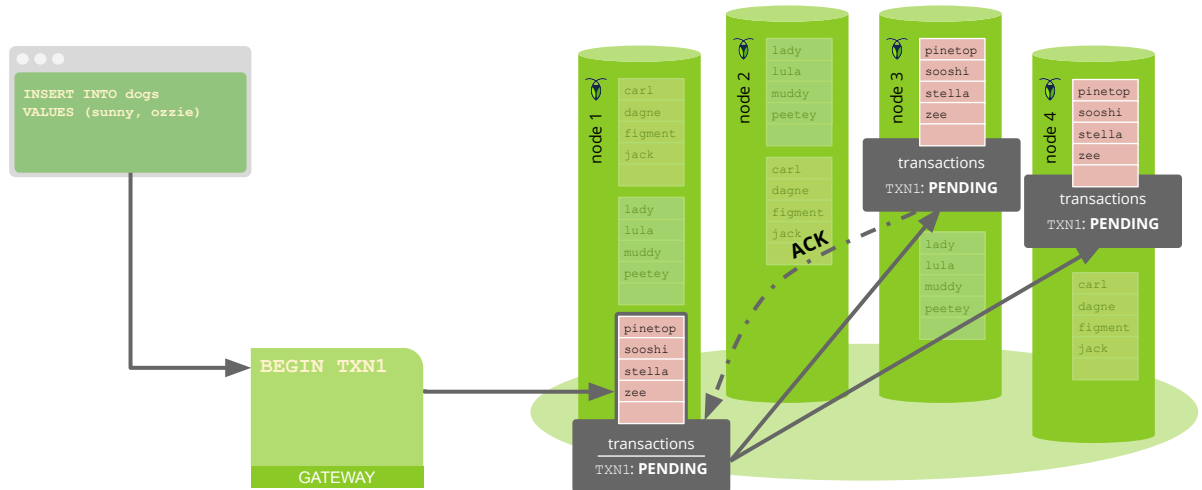 INSERT INTO dogs
VALUES (sunny, ozzie)
BEGIN TXN1
GATEWAY
node 1
carl
dagne
figment
jack
lady
lula
muddy
peetey
pinetop
sooshi
stella
zee
transactions
TXN1: PENDING
node 2
lady
lula
muddy
peetey
carl
dagne
figment
jack
ACK
node 3
pinetop
sooshi
stella
zee
transactions
TXN1: PENDING
lady
lula
muddy
peetey
node 4
pinetop
sooshi
stella
zee
transactions
TXN1: PENDING
carl
dagne
figment
jack